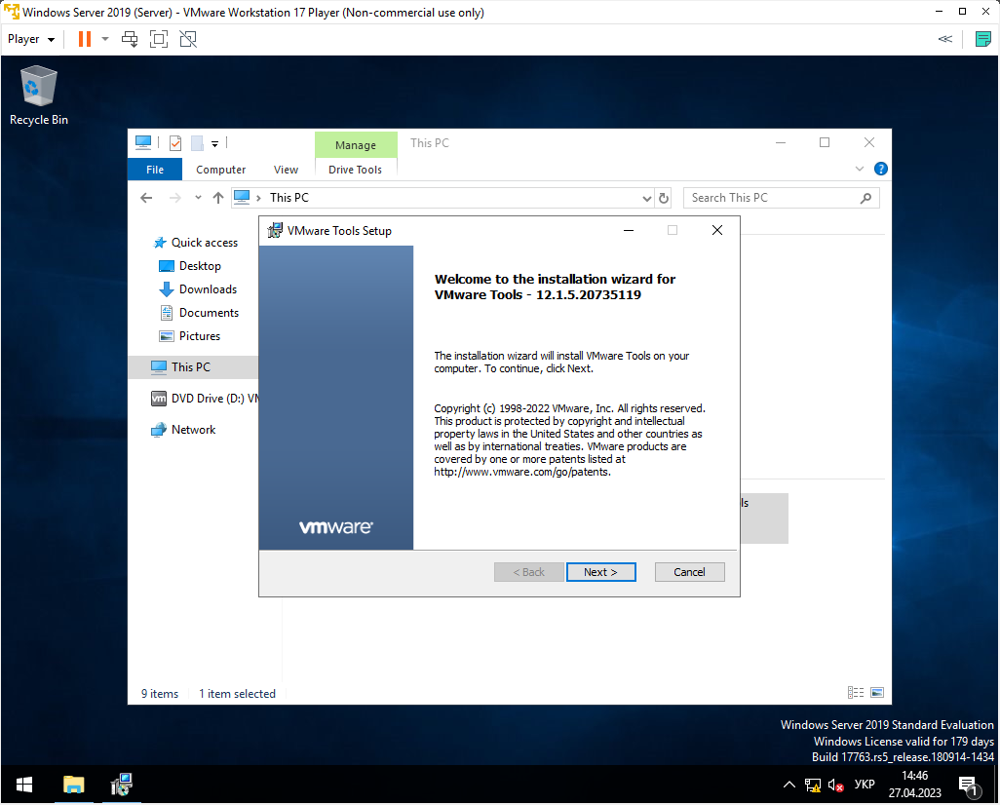 Windows Server 2019 (Server) - VMware Workstation 17 Player (Non-commercial use only)
Player
Recycle Bin
Manage
This PC
File
Computer
View
Drive Tools
This PC
Search This PC
VMware Tools Setup
Quick access
Desktop
Downloads
Documents
Pictures
This PC
DVD Drive (D:) VM
Network
Welcome to the installation wizard for
VMware Tools - 12.1.5.20735119
The installation wizard will install VMware Tools on your
computer. To continue, click Next.
Copyright (c) 1998-2022 VMware, Inc. All rights reserved.
This product is protected by copyright and intellectual
property laws in the United States and other countries as
well as by international treaties. VMware products are
covered by one or more patents listed at
http://www.vmware.com/go/patents.
ls
vmware®
< Back
Next >
Cancel
9 items
1 item selected
Windows Server 2019 Standard Evaluation
Windows License valid for 179 days
Build 17763.rs5_release.180914-1434
УКР
14:46
27.04.2023
1